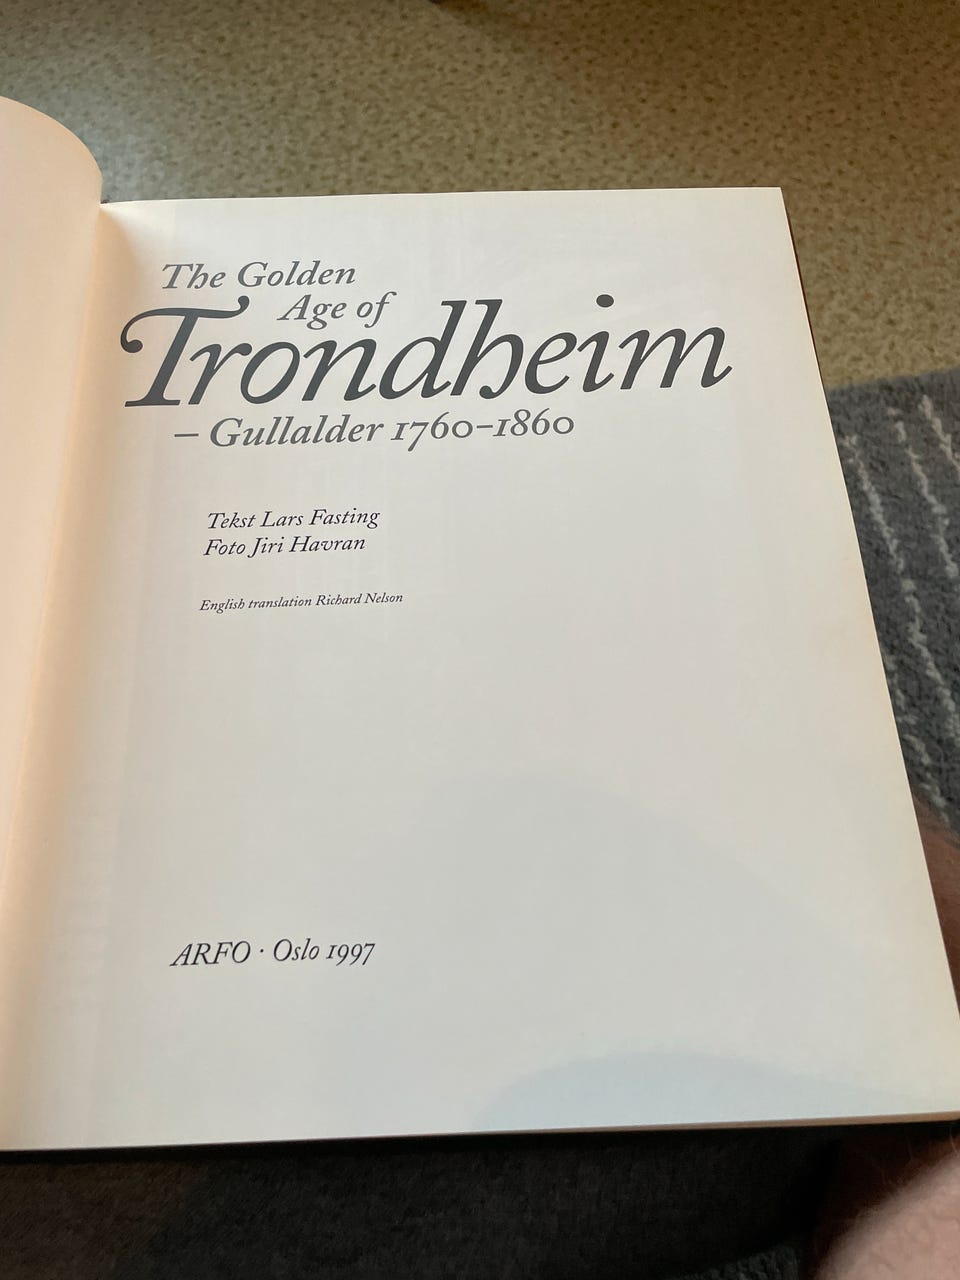 The Golden
Age of
Trondheim
– Gullalder 1760–1860
Tekst Lars Fasting
Foto Jiri Havran
English translation Richard Nelson
ARFO · Oslo 1997